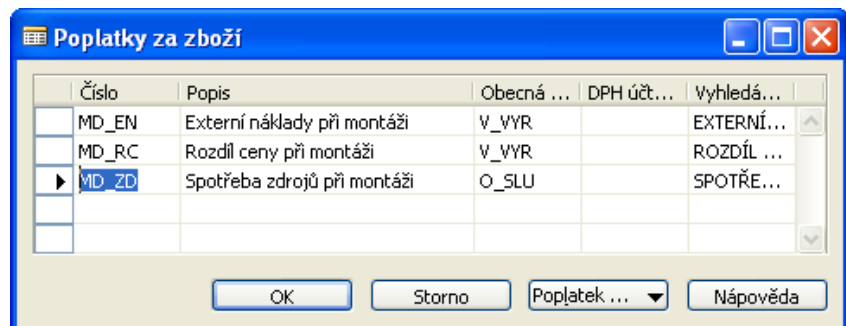 Poplatky za zboží
Číslo Popis Obecná ... DPH účt... Vyhledá...
MD_EN Externí náklady při montáži V_VYR EXTERNÍ...
MD_RC Rozdíl ceny při montáži V_VYR ROZDÍL ...
MD_ZD Spotřeba zdrojů při montáži O_SLU SPOTŘE...
OK Storno Poplatek ... Nápověda